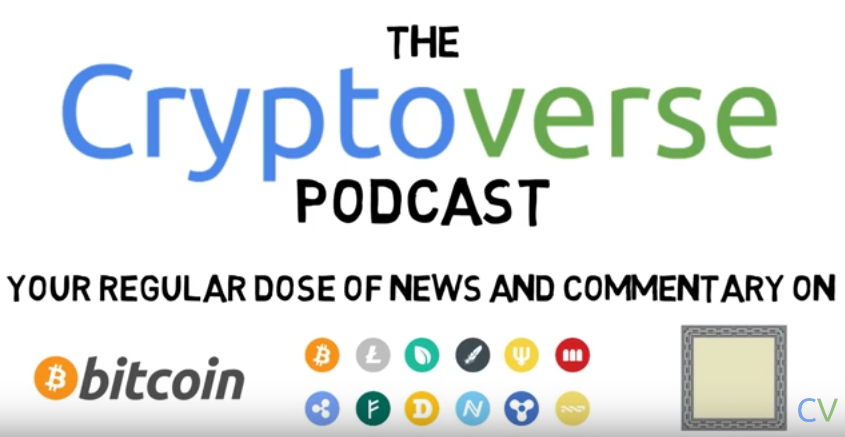 THE
Cryptoverse
PODCAST
YOUR REGULAR DOSE OF NEWS AND COMMENTARY ON
bitcoin
CV